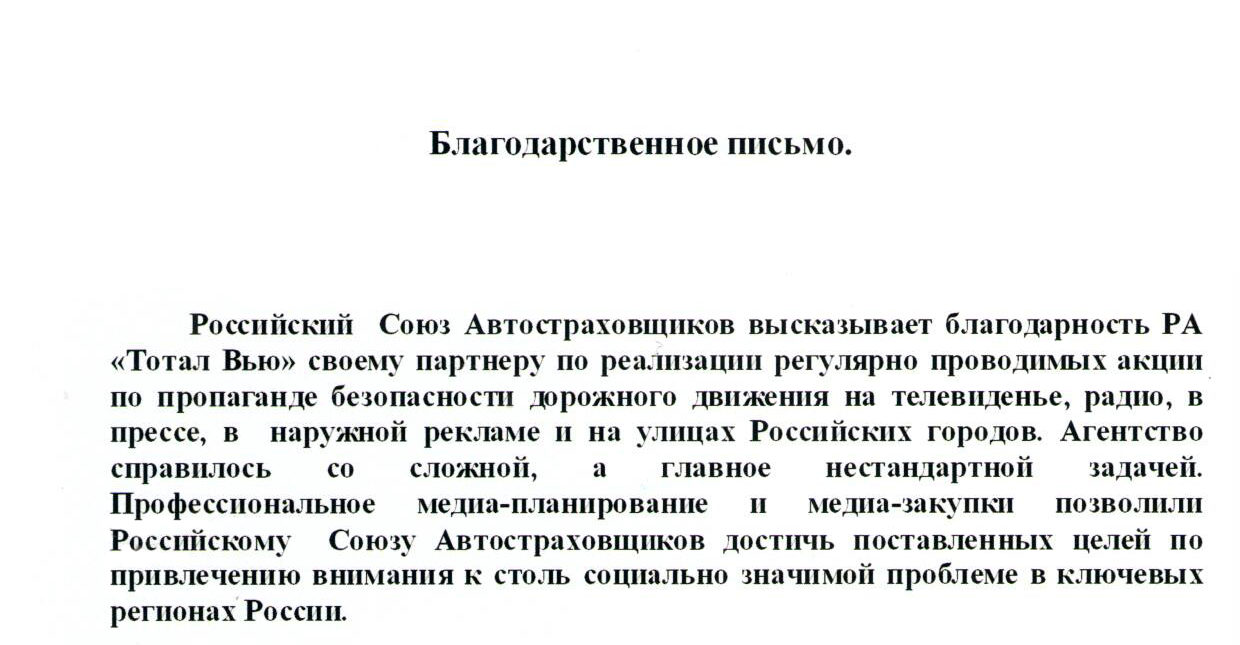 Благодарственное письмо.
Российский Союз Автостраховщиков высказывает благодарность РА
«Тотал Вью» своему партнеру по реализации регулярно проводимых акции
по пропаганде безопасности дорожного движения на телевиденье, радио, в
прессе, в наружной рекламе и на улицах Российских городов. Агентство
справилось со сложной, а главное нестандартной задачей.
Профессиональное медиа-планирование и медиа-закупки позволили
Российскому Союзу Автостраховщиков достичь поставленных целей по
привлечению внимания к столь социально значимой проблеме в ключевых
регионах России.